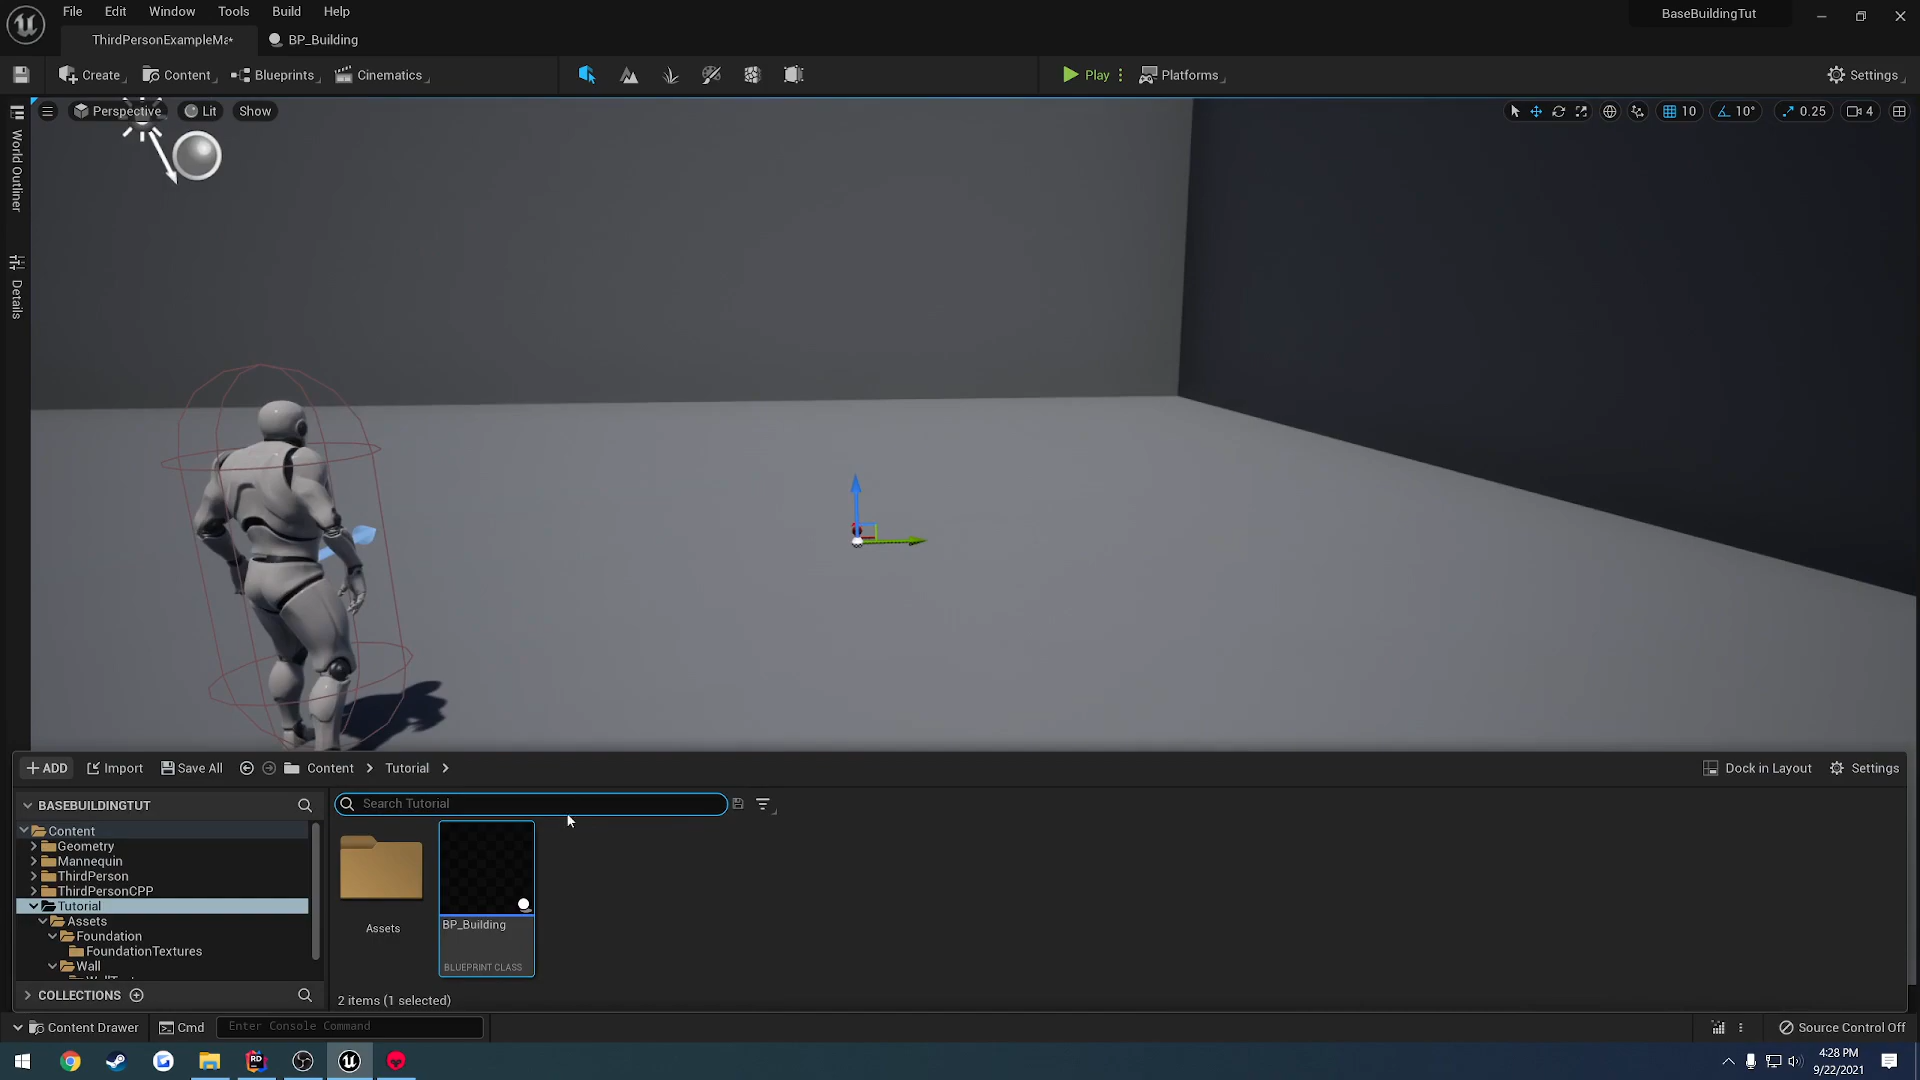 File Edit Window Tools Build Help
BaseBuildingTut
ThirdPersonExampleMa•
BP_Building
Create
Content
Blueprints
Cinematics
Play
Platforms
Settings
Perspective
Lit
Show
10
10°
0.25
4
World Outliner
Details
ADD
Import
Save All
Content
Tutorial
Dock in Layout
Settings
BASEBUILDINGTUT
Search Tutorial
Content
Geometry
Mannequin
ThirdPerson
ThirdPersonCPP
Tutorial
Assets
Foundation
FoundationTextures
Wall
Assets
BP_Building
BLUEPRINT CLASS
COLLECTIONS
2 items (1 selected)
Content Drawer
Cmd
Enter Console Command
Source Control Off
RD
4:28 PM
9/22/2021